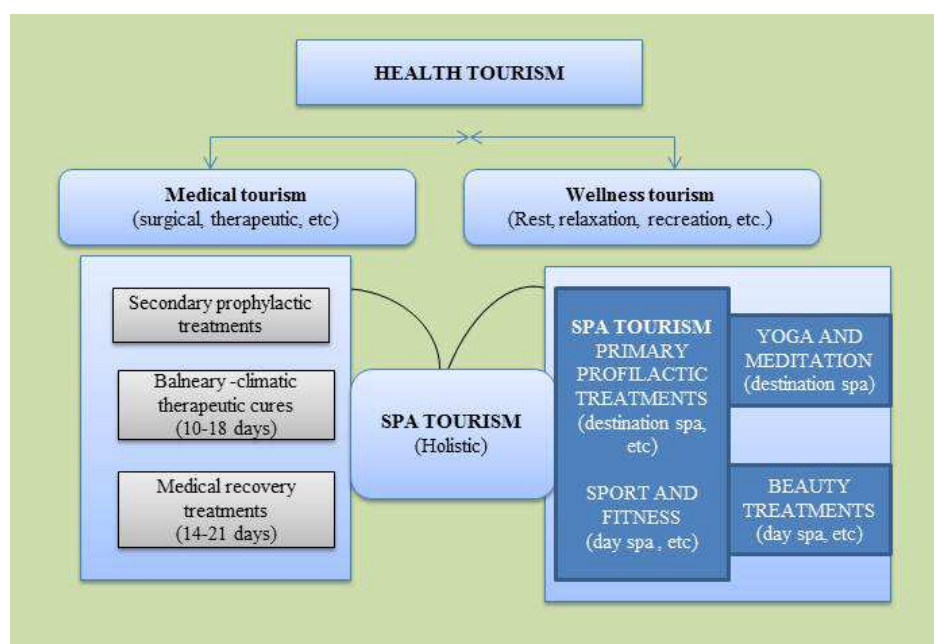 HEALTH TOURISM
Medical tourism
(surgical, therapeutic, etc)
Wellness tourism
(Rest, relaxation, recreation, etc.)
Secondary prophylactic
treatments
Balneary -climatic
therapeutic cures
(10-18 days)
Medical recovery
treatments
(14-21 days)
SPA TOURISM
(Holistic)
SPA TOURISM
PRIMARY
PROFILACTIC
TREATMENTS
(destination spa,
etc)
SPORT AND
FITNESS
(day spa , etc)
YOGA AND
MEDITATION
(destination spa)
BEAUTY
TREATMENTS
(day spa, etc)